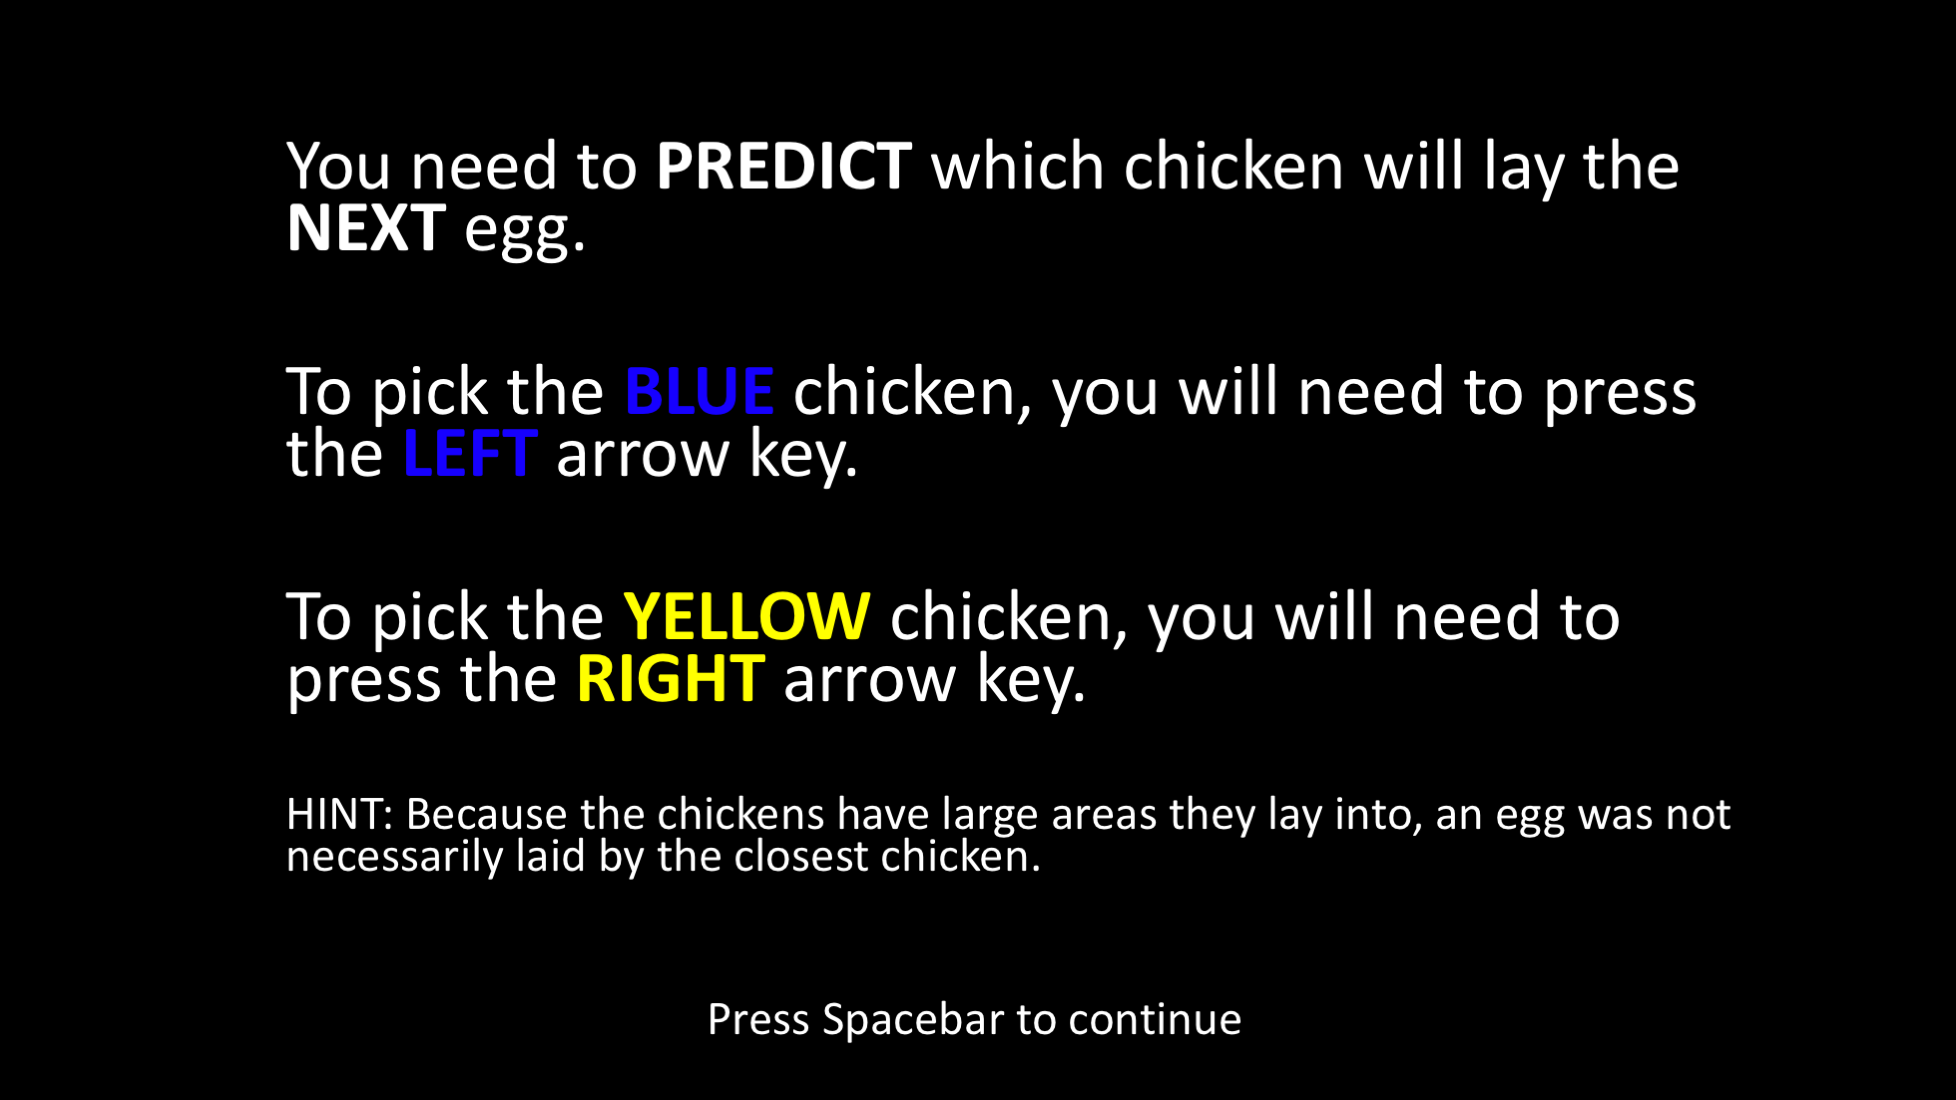 You need to PREDICT which chicken will lay the
NEXT egg.
To pick the BLUE chicken, you will need to press
the LEFT arrow key.
To pick the YELLOW chicken, you will need to
press the RIGHT arrow key.
HINT: Because the chickens have large areas they lay into, an egg was not
necessarily laid by the closest chicken.
Press Spacebar to continue